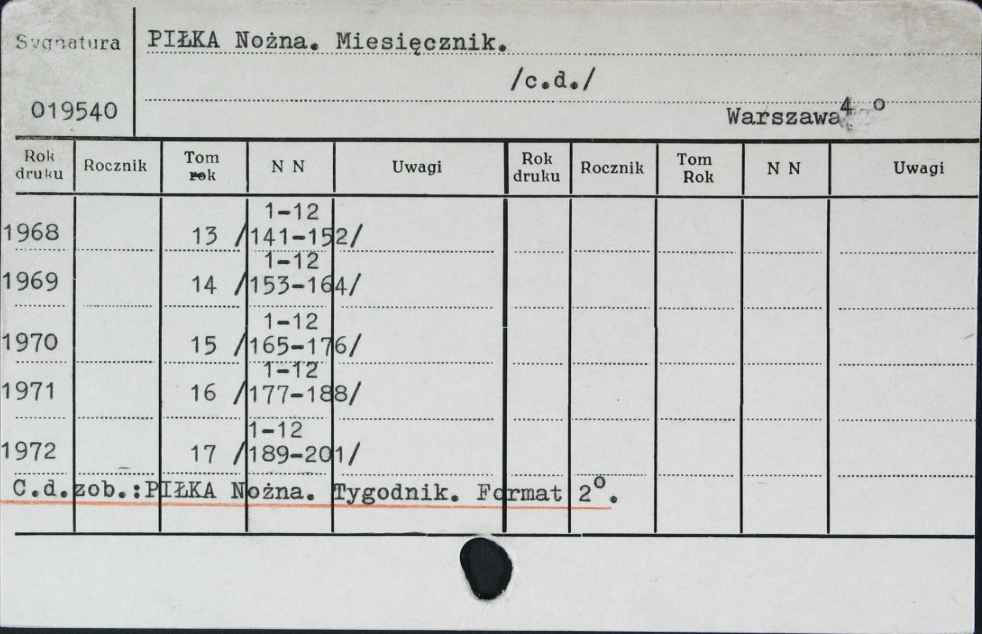 Sygnatura PIŁKA Nożna. Miesięcznik.
/c.d./
019540 Warszawa 4°
Rok druku Rocznik Tom rok N N Uwagi Rok druku Rocznik Tom Rok N N Uwagi
1-12
1968 13 /141-152/
1-12
1969 14 /153-164/
1-12
1970 15 /165-176/
1-12
1971 16 /177-188/
1-12
1972 17 /189-201/
C.d.zob.:PIŁKA Nożna. Tygodnik. Format 2°.